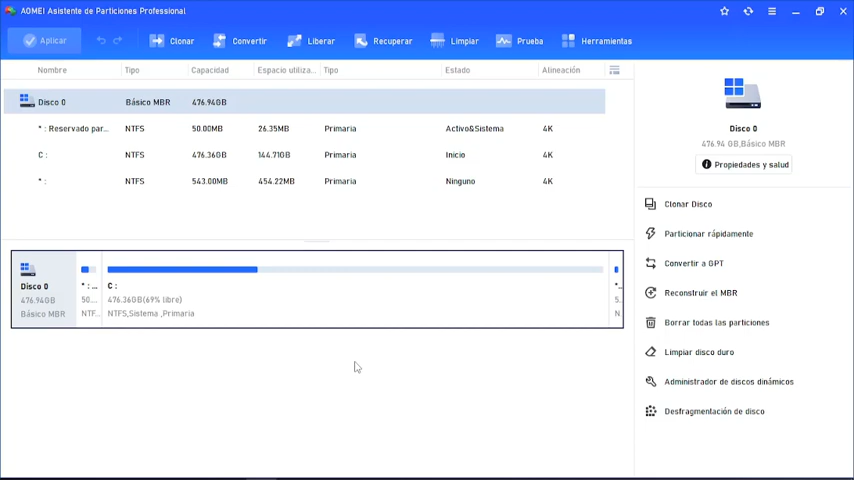 AOMEI Asistente de Particiones Professional
Aplicar Clonar Convertir Liberar Recuperar Limpiar Prueba Herramientas
Nombre Tipo Capacidad Espacio utiliza... Tipo Estado Alineación
Disco 0 Básico MBR 476.94GB
* : Reservado par... NTFS 50.00MB 26.35MB Primaria Activo&Sistema 4K
C : NTFS 476.36GB 144.71GB Primaria Inicio 4K
* : NTFS 543.00MB 454.22MB Primaria Ninguno 4K
Disco 0
476.94GB
Básico MBR
* : ...
50...
NTF...
C :
476.36GB(69% libre)
NTFS,Sistema ,Primaria
*...
5...
N
Disco 0
476.94 GB,Básico MBR
Propiedades y salud
Clonar Disco
Particionar rápidamente
Convertir a GPT
Reconstruir el MBR
Borrar todas las particiones
Limpiar disco duro
Administrador de discos dinámicos
Desfragmentación de disco